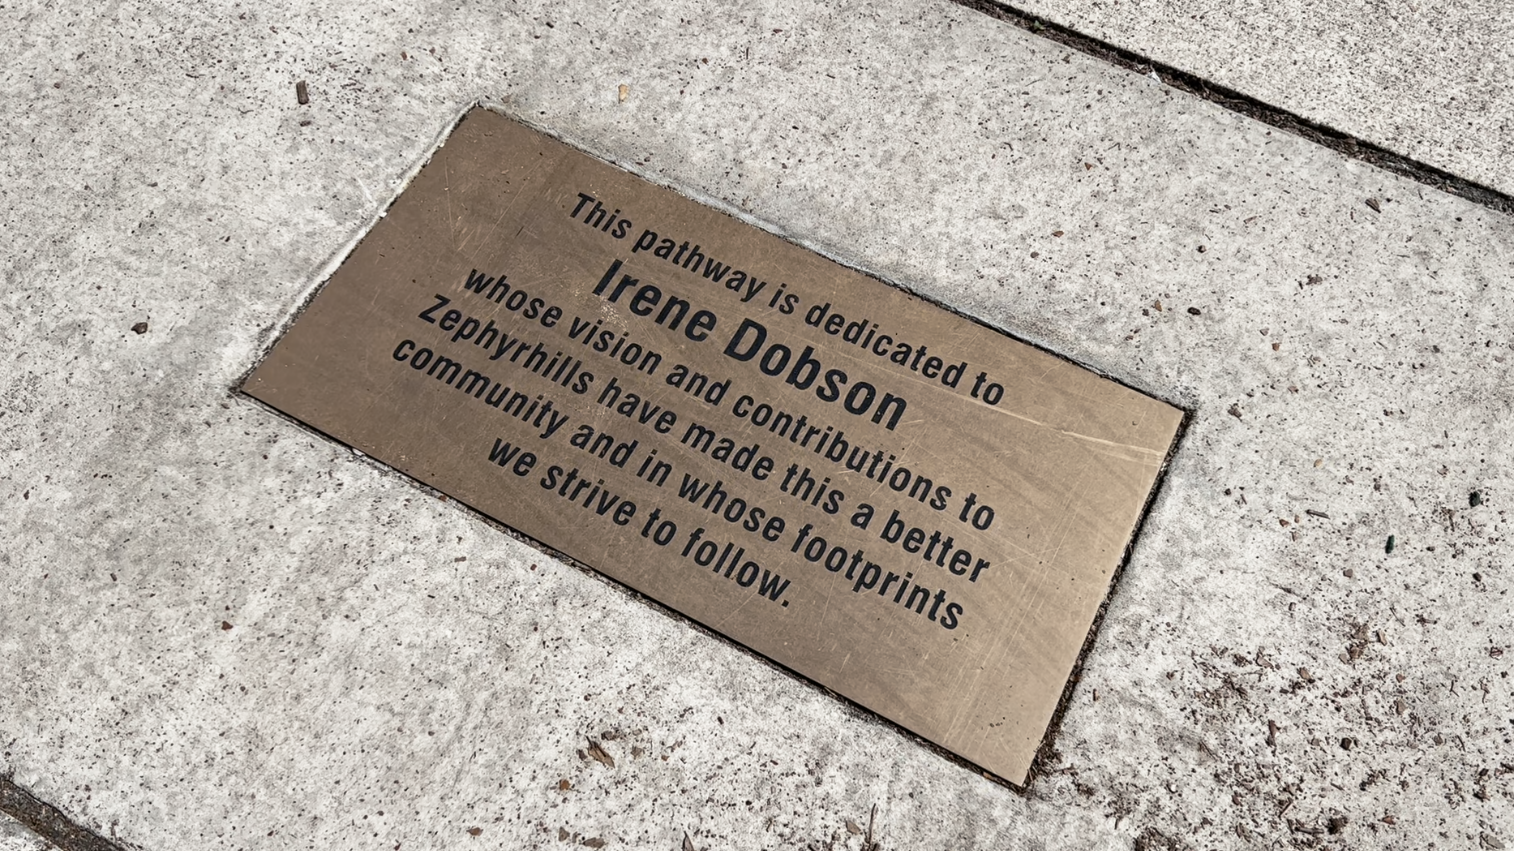 This pathway is dedicated to
Irene Dobson
whose vision and contributions to
Zephyrhills have made this a better
community and in whose footprints
we strive to follow.